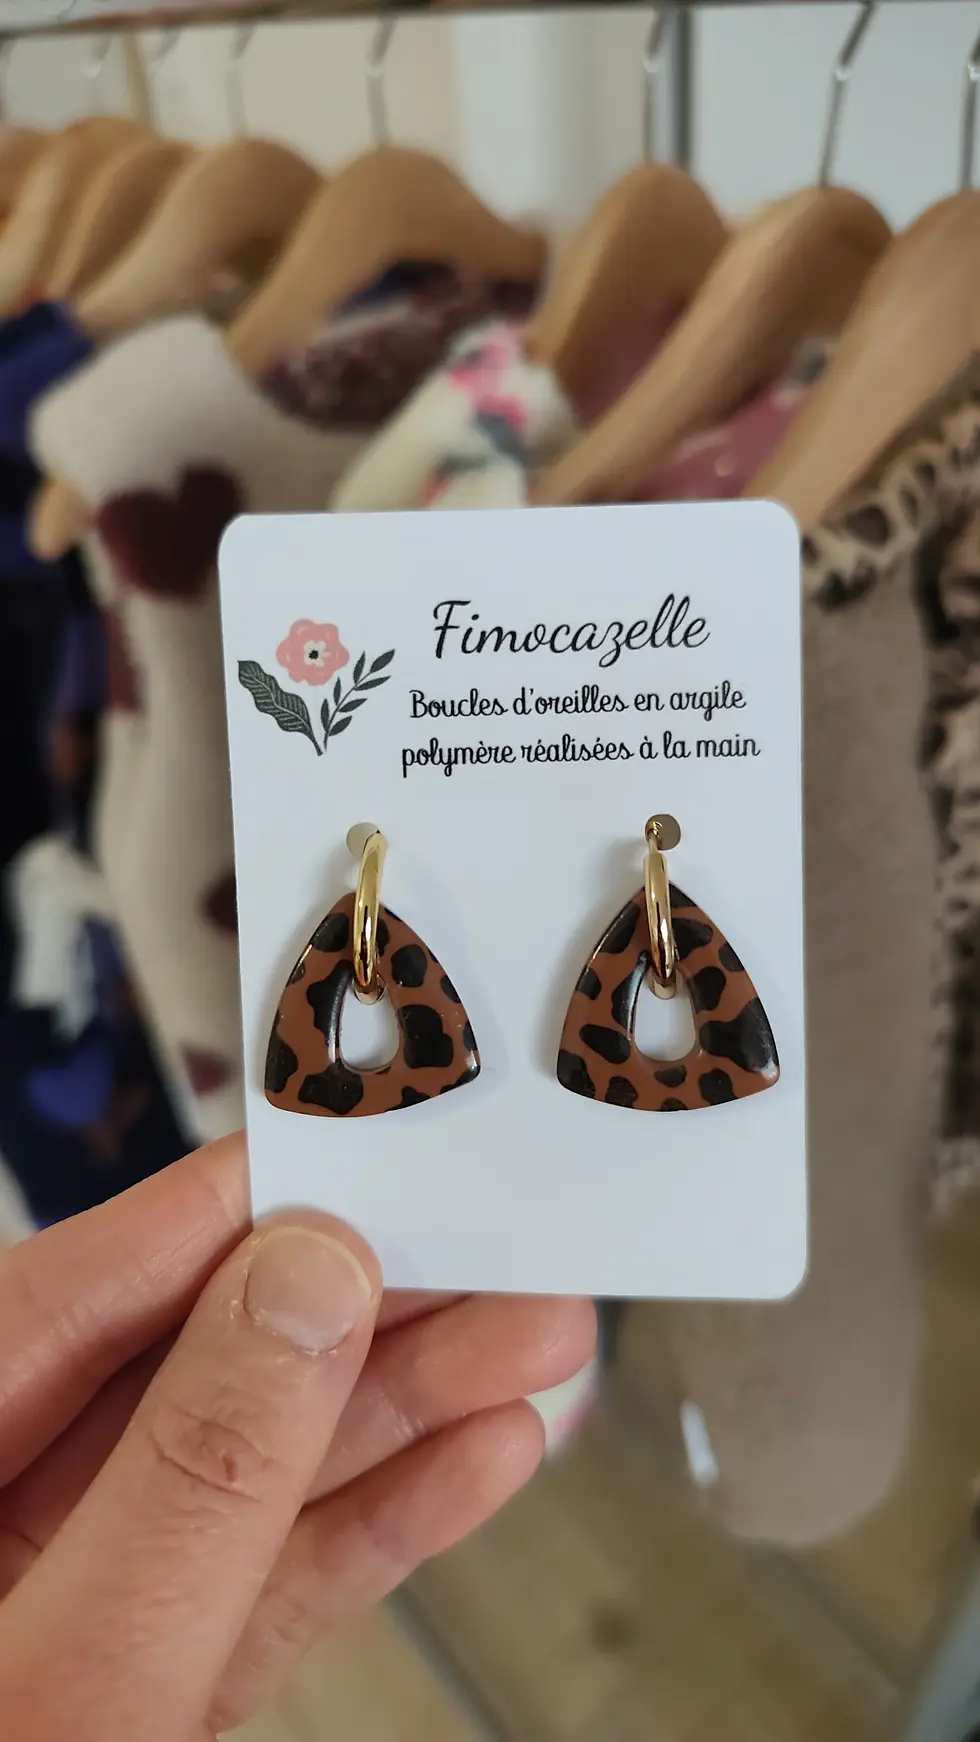 Fimocazelle
Boucles d'oreilles en argile
polymère réalisées à la main